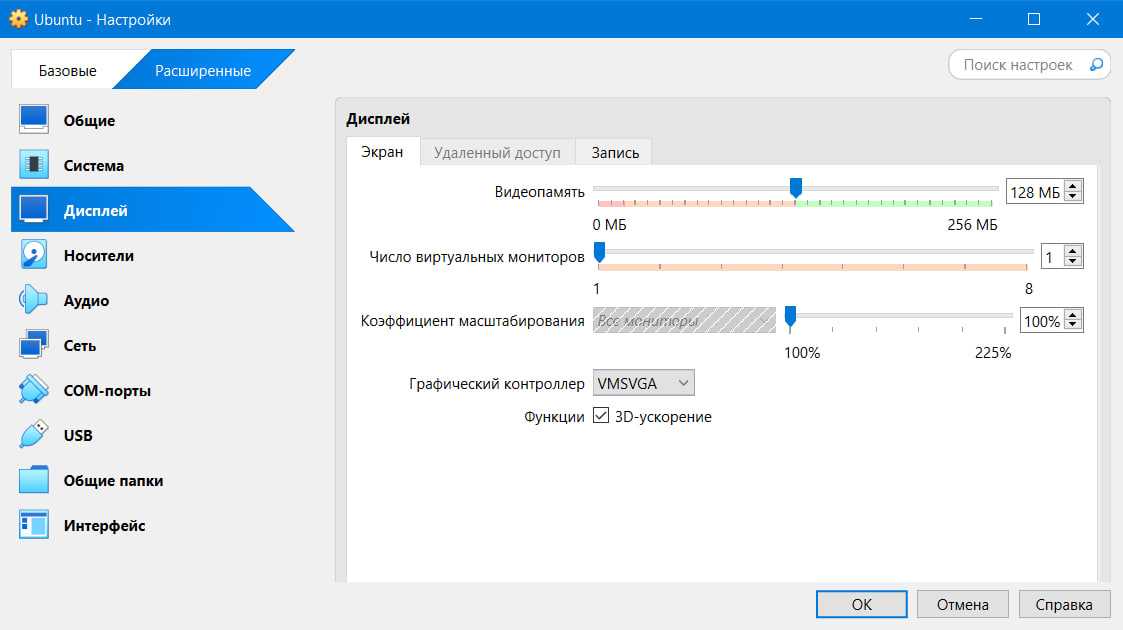 Ubuntu - Настройки
Базовые
Расширенные
Поиск настроек
Общие
Система
Дисплей
Носители
Аудио
Сеть
COM-порты
USB
Общие папки
Интерфейс
Дисплей
Экран
Удаленный доступ
Запись
Видеопамять
128 МБ
0 МБ
256 МБ
Число виртуальных мониторов
1
1
8
Коэффициент масштабирования
Все мониторы
100%
100%
225%
Графический контроллер
VMSVGA
Функции
3D-ускорение
OK
Отмена
Справка